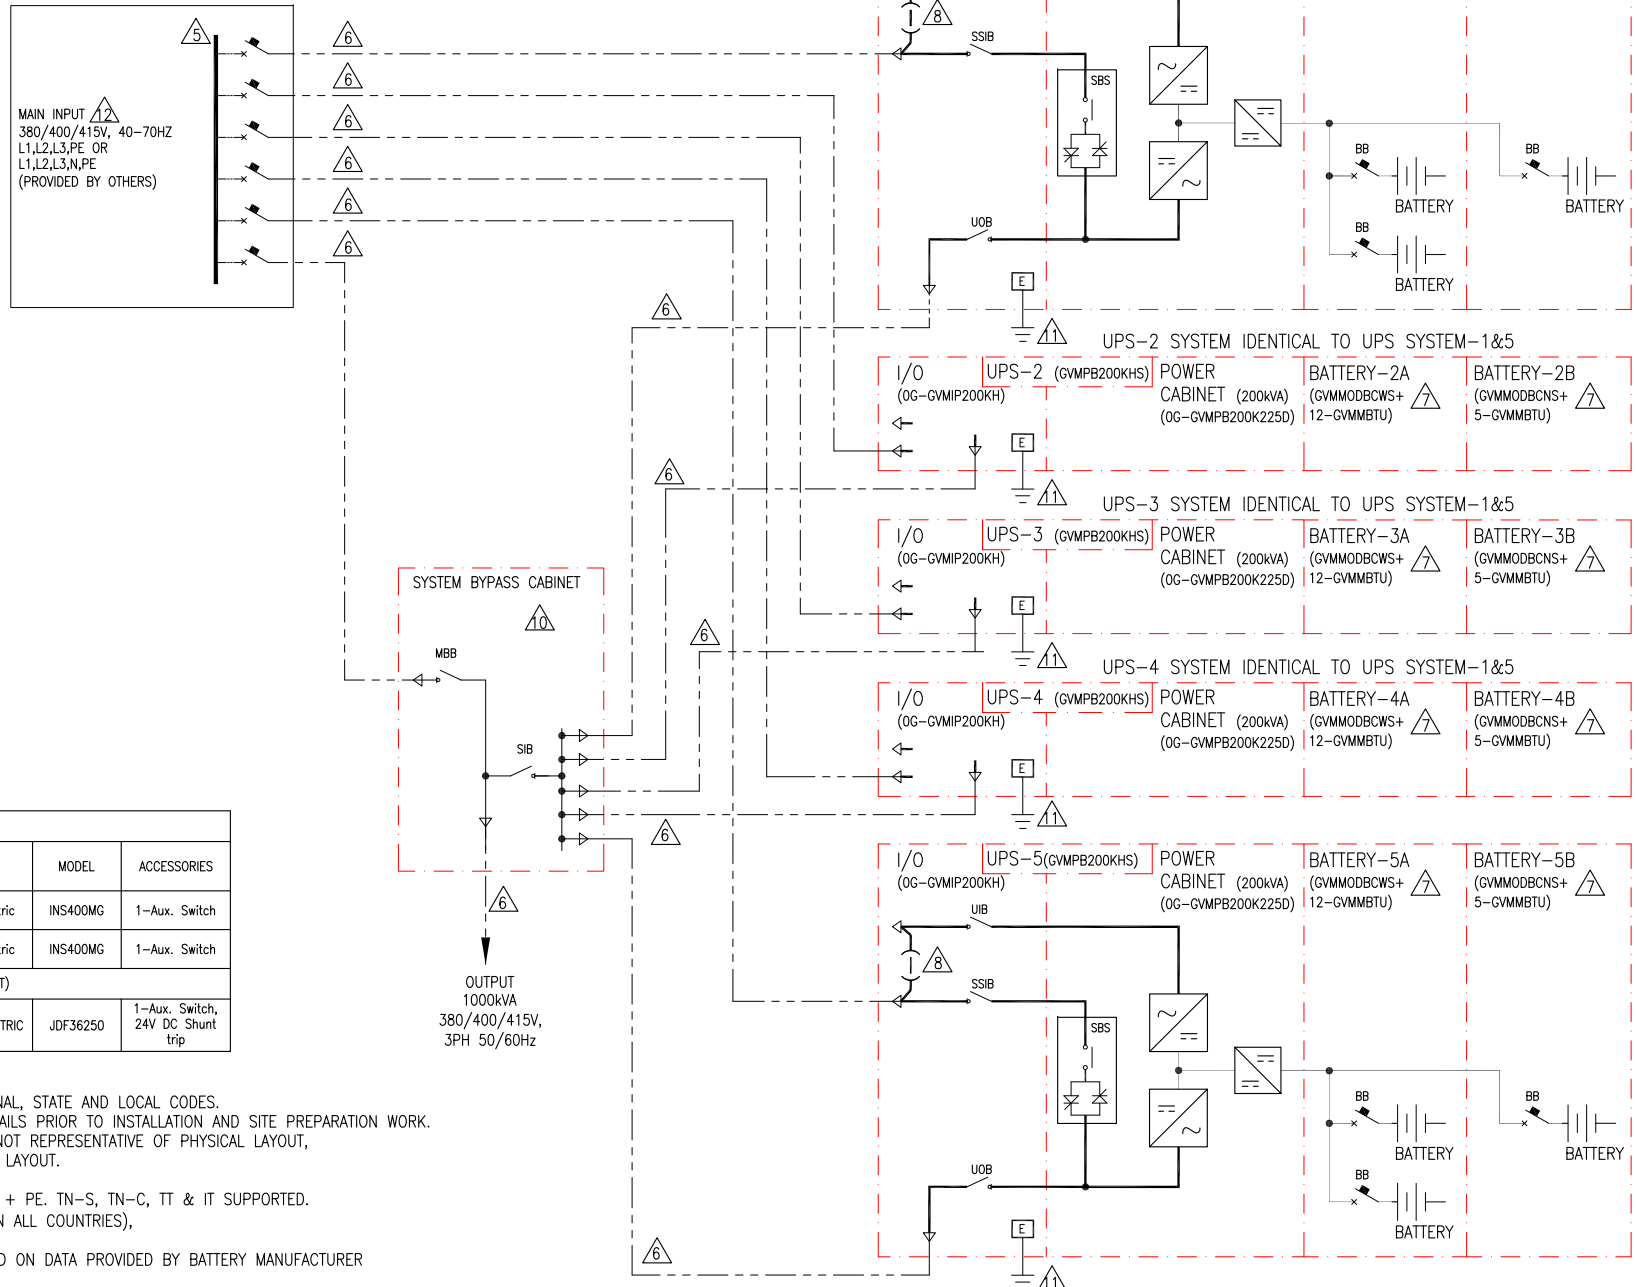 5
6
6
6
6
6
6
MAIN INPUT 12
380/400/415V, 40-70HZ
L1,L2,L3,PE OR
L1,L2,L3,N,PE
(PROVIDED BY OTHERS)
8
SSIB
SBS
UOB
BB
BATTERY
BB
BATTERY
BB
BATTERY
E
11
6
UPS-2 SYSTEM IDENTICAL TO UPS SYSTEM-1&5
I/O
(0G-GVMIP200KH)
UPS-2 (GVMPB200KHS)
POWER
CABINET (200kVA)
(0G-GVMPB200K225D)
BATTERY-2A
(GVMMODBCWS+
12-GVMMBTU)
7
BATTERY-2B
(GVMMODBCNS+
5-GVMMBTU)
7
E
11
6
UPS-3 SYSTEM IDENTICAL TO UPS SYSTEM-1&5
I/O
(0G-GVMIP200KH)
UPS-3 (GVMPB200KHS)
POWER
CABINET (200kVA)
(0G-GVMPB200K225D)
BATTERY-3A
(GVMMODBCWS+
12-GVMMBTU)
7
BATTERY-3B
(GVMMODBCNS+
5-GVMMBTU)
7
E
11
6
UPS-4 SYSTEM IDENTICAL TO UPS SYSTEM-1&5
I/O
(0G-GVMIP200KH)
UPS-4 (GVMPB200KHS)
POWER
CABINET (200kVA)
(0G-GVMPB200K225D)
BATTERY-4A
(GVMMODBCWS+
12-GVMMBTU)
7
BATTERY-4B
(GVMMODBCNS+
5-GVMMBTU)
7
E
11
6
SYSTEM BYPASS CABINET
10
MBB
SIB
6
OUTPUT
1000kVA
380/400/415V,
3PH 50/60Hz
I/O
(0G-GVMIP200KH)
UPS-5(GVMPB200KHS)
POWER
CABINET (200kVA)
(0G-GVMPB200K225D)
BATTERY-5A
(GVMMODBCWS+
12-GVMMBTU)
7
BATTERY-5B
(GVMMODBCNS+
5-GVMMBTU)
7
UIB
8
SSIB
SBS
UOB
BB
BATTERY
BB
BATTERY
BB
BATTERY
E
11
6
MODEL ACCESSORIES
tric INS400MG 1-Aux. Switch
tric INS400MG 1-Aux. Switch
T)
TRIC JDF36250 1-Aux. Switch,
24V DC Shunt
trip
NAL, STATE AND LOCAL CODES.
AILS PRIOR TO INSTALLATION AND SITE PREPARATION WORK.
NOT REPRESENTATIVE OF PHYSICAL LAYOUT,
LAYOUT.
+ PE. TN-S, TN-C, TT & IT SUPPORTED.
N ALL COUNTRIES),
D ON DATA PROVIDED BY BATTERY MANUFACTURER